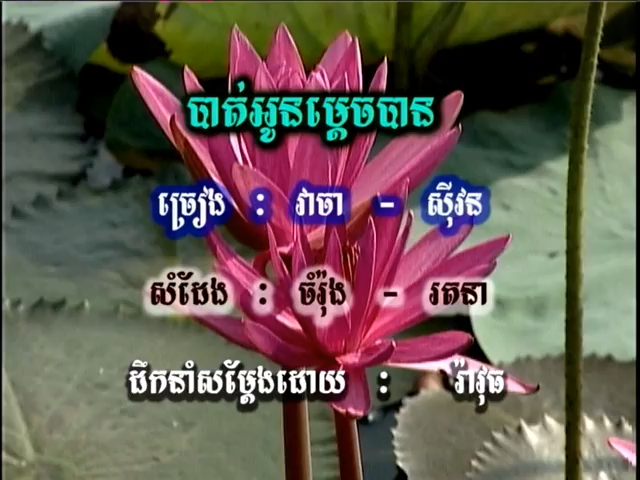 បាត់អូនម្ដេចបាន
ច្រៀង : វាចា - ស៊ីវន
សំដែង : ចំរ៉ុង - រតនា
ដឹកនាំសម្ដែងដោយ : រ៉ាវុធ